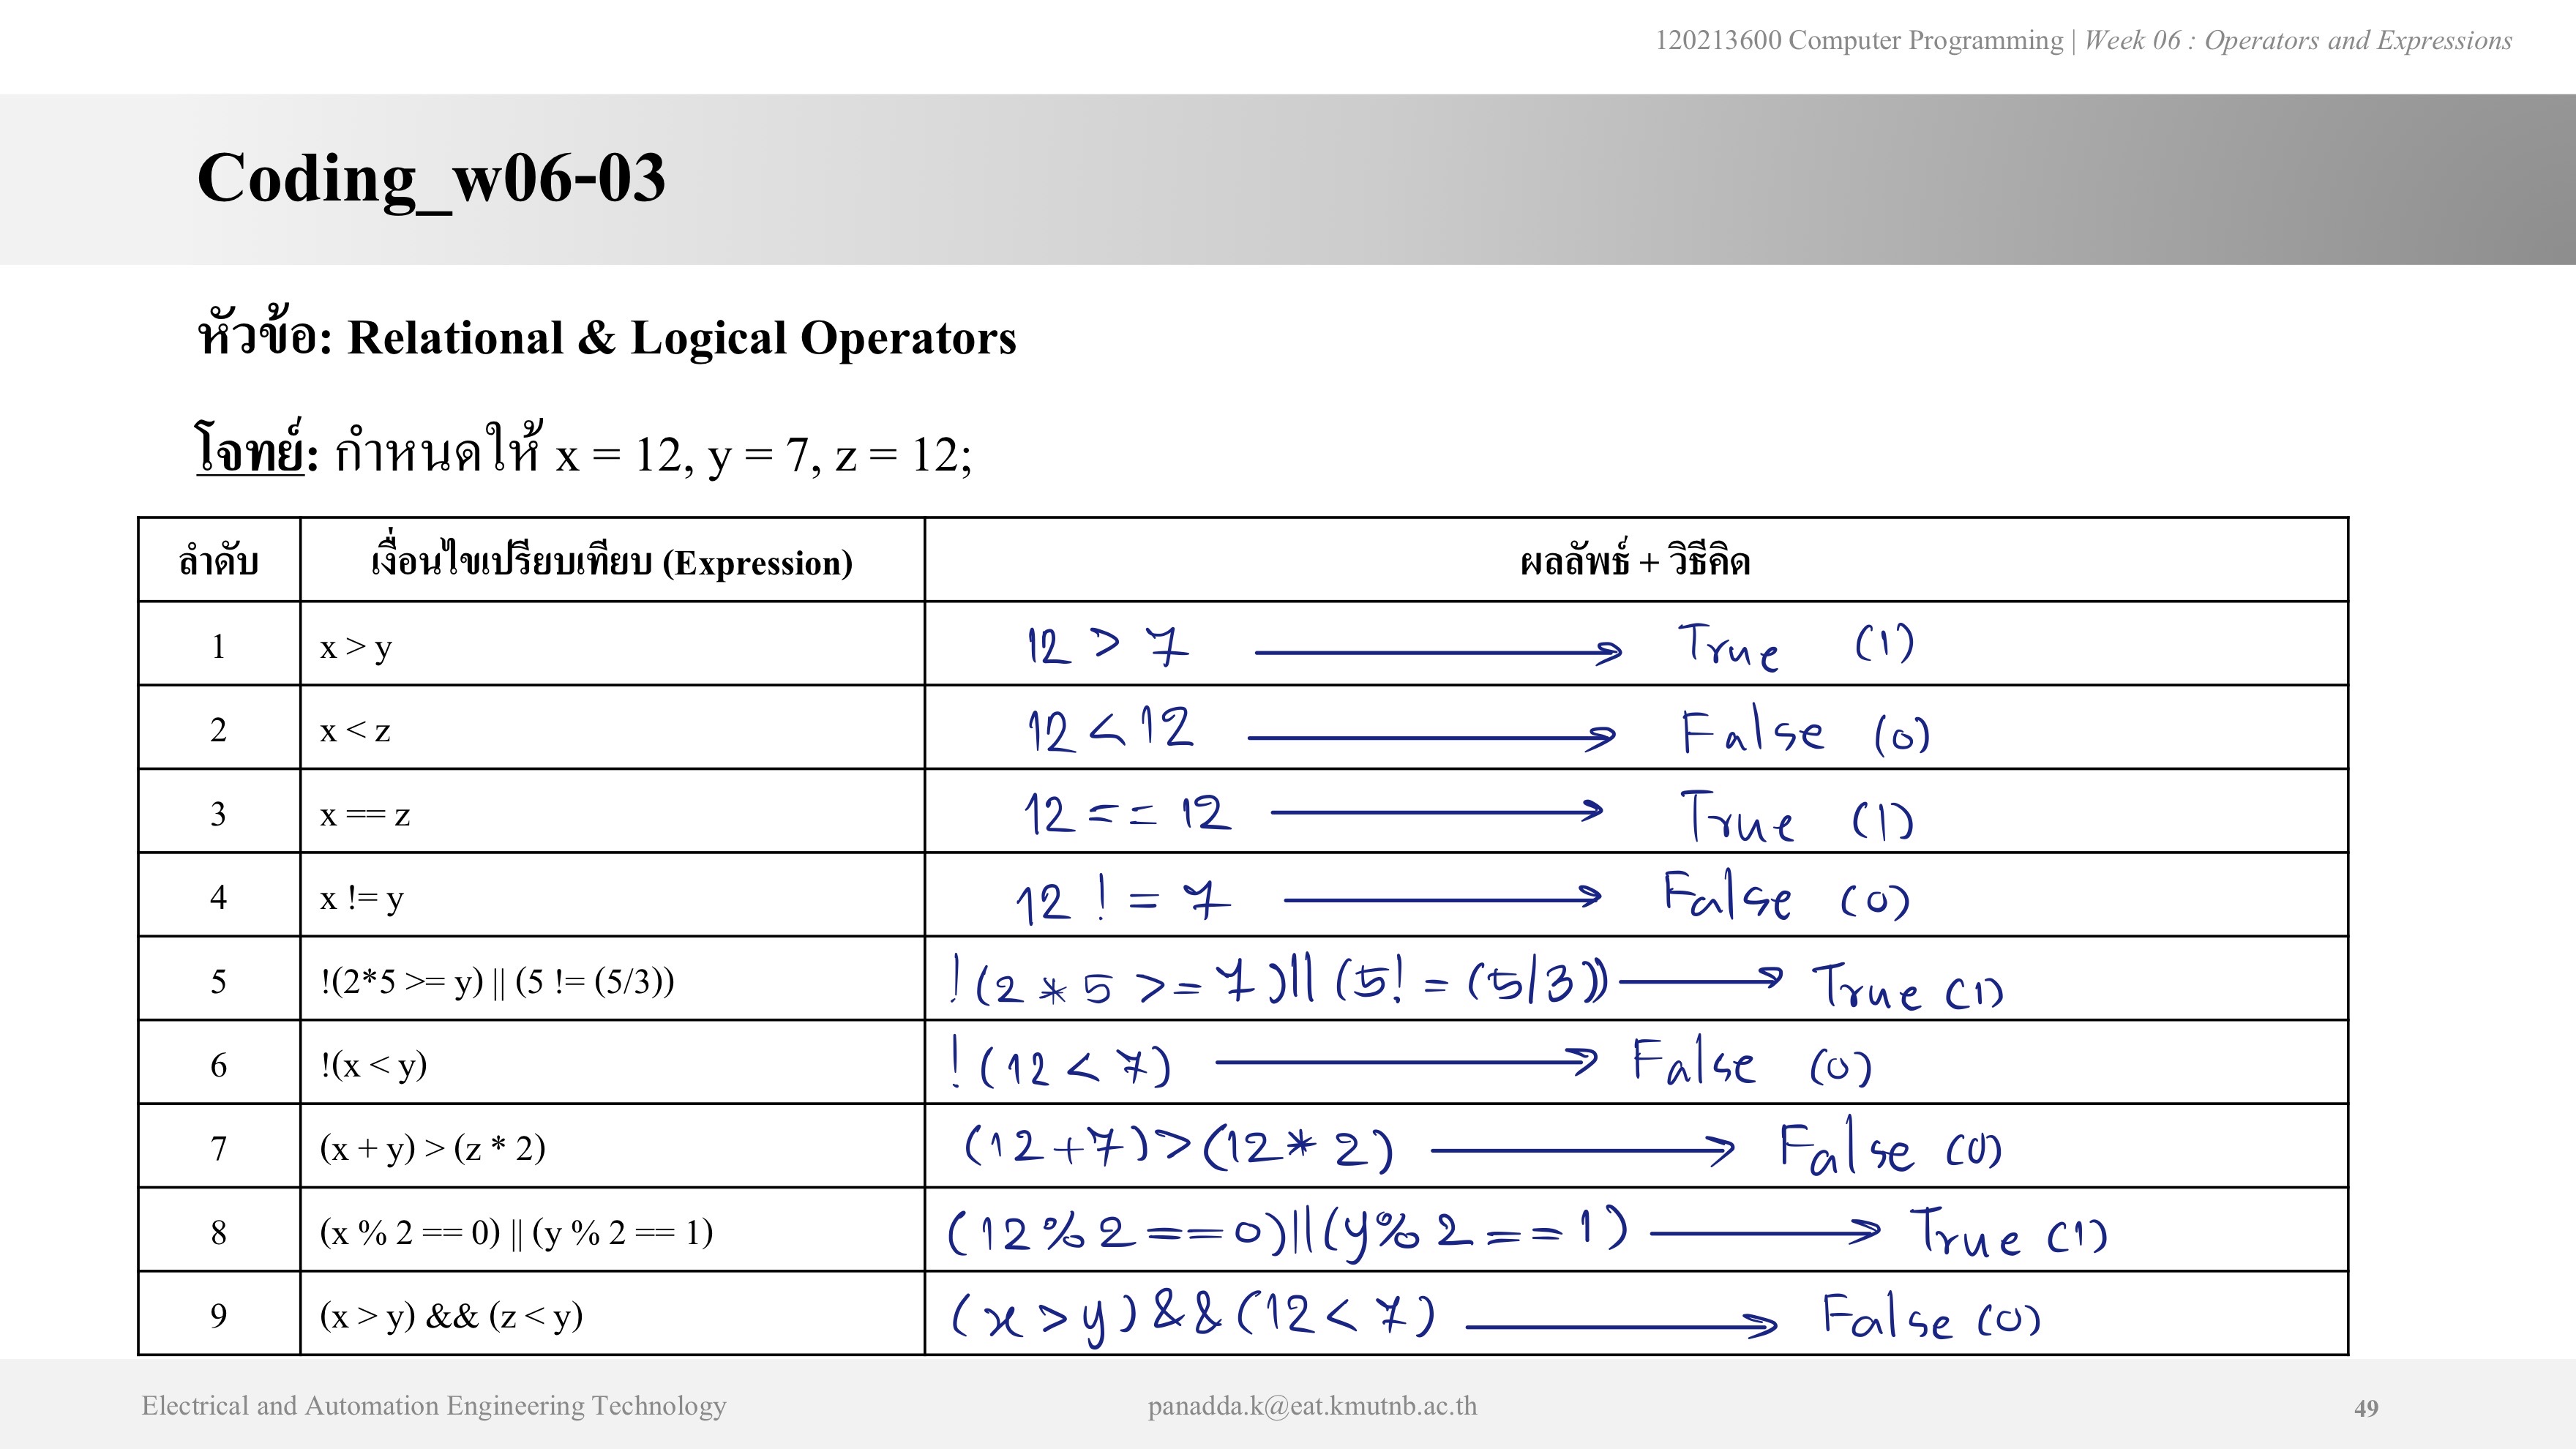 120213600 Computer Programming | Week 06 : Operators and Expressions
Coding_w06-03
หัวข้อ: Relational & Logical Operators
โจทย์: กำหนดให้ x = 12, y = 7, z = 12;
ลำดับ เงื่อนไขเปรียบเทียบ (Expression) ผลลัพธ์ + วิธีคิด
1 x > y 12 > 7 → True (1)
2 x < z 12 < 12 → False (0)
3 x == z 12 == 12 → True (1)
4 x != y 12 != 7 → False (0)
5 !(2*5 >= y) || (5 != (5/3)) !(2 * 5 >= 7) || (5! = (5/3)) → True (1)
6 !(x < y) !(12 < 7) → False (0)
7 (x + y) > (z * 2) (12+7) > (12 * 2) → False (0)
8 (x % 2 == 0) || (y % 2 == 1) (12 % 2 == 0) || (y % 2 == 1) → True (1)
9 (x > y) && (z < y) (x > y) && (12 < 7) → False (0)
Electrical and Automation Engineering Technology panadda.k@eat.kmutnb.ac.th 49